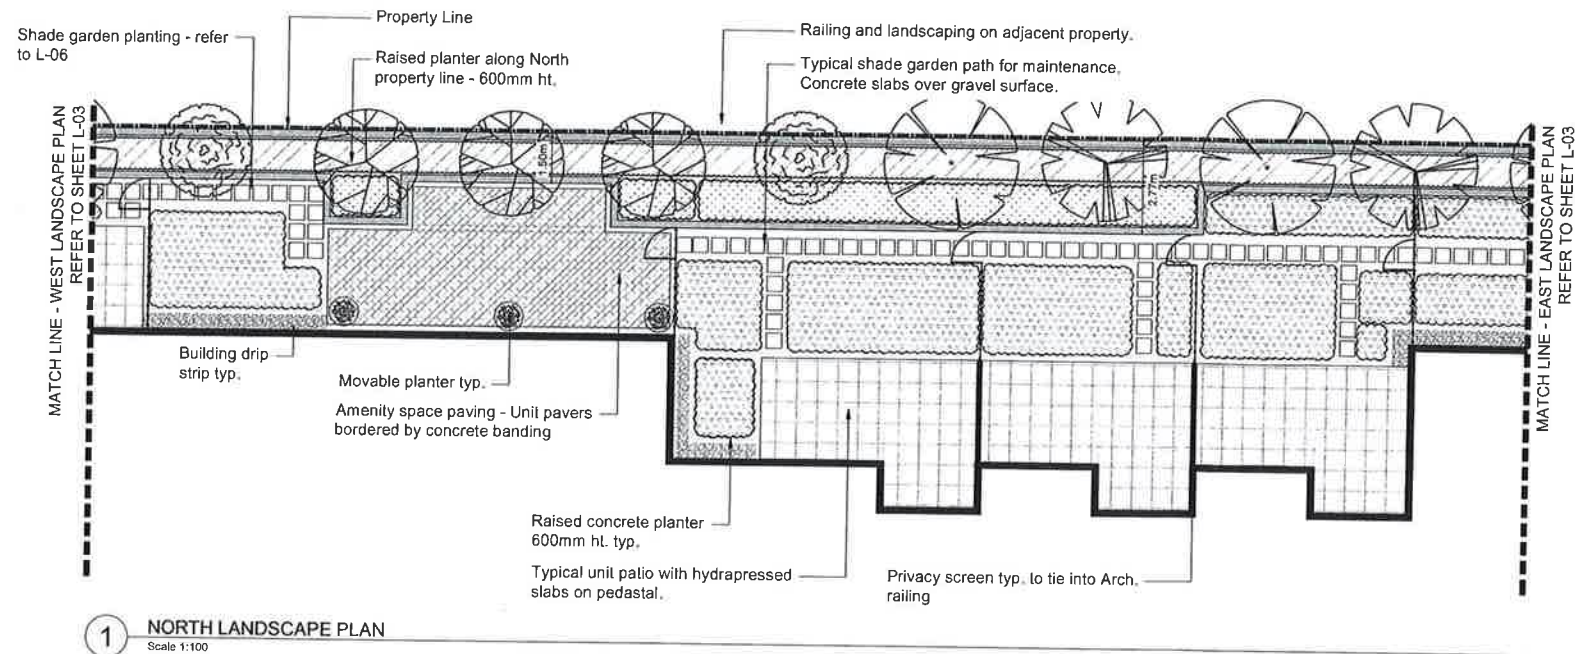 Property Line
Shade garden planting - refer
to L-06
Raised planter along North
property line - 600mm ht.
Railing and landscaping on adjacent property.
Typical shade garden path for maintenance.
Concrete slabs over gravel surface.
MATCH LINE - WEST LANDSCAPE PLAN
REFER TO SHEET L-03
1.50m
2.77m
MATCH LINE - EAST LANDSCAPE PLAN
REFER TO SHEET L-03
Building drip
strip typ.
Movable planter typ.
Amenity space paving - Unit pavers
bordered by concrete banding
Raised concrete planter
600mm ht. typ.
Typical unit patio with hydrapressed
slabs on pedastal.
Privacy screen typ. to tie into Arch.
railing
1
NORTH LANDSCAPE PLAN
Scale 1:100